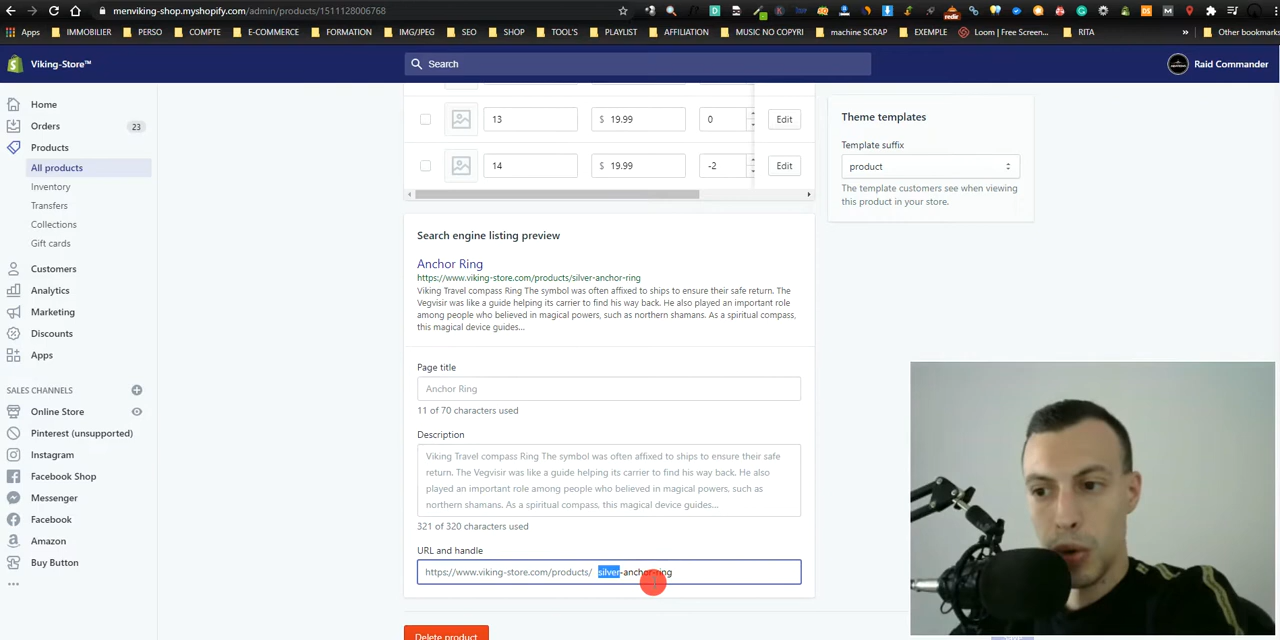 menviking-shop.myshopify.com/admin/products/1511128006768
Apps IMMOBILIER PERSO COMPTE E-COMMERCE FORMATION IMG/JPEG SEO SHOP TOOL'S PLAYLIST AFFILIATION MUSIC NO COPYRI machine SCRAP EXEMPLE Loom | Free Screen... RITA » Other bookmarks
Viking-Store™
Search
Raid Commander
Home
Orders 23
Products
All products
Inventory
Transfers
Collections
Gift cards
Customers
Analytics
Marketing
Discounts
Apps
SALES CHANNELS
Online Store
Pinterest (unsupported)
Instagram
Facebook Shop
Messenger
Facebook
Amazon
Buy Button
13 $ 19.99 0 Edit
14 $ 19.99 -2 Edit
Search engine listing preview
Anchor Ring
https://www.viking-store.com/products/silver-anchor-ring
Viking Travel compass Ring The symbol was often affixed to ships to ensure their safe return. The
Vegvisir was like a guide helping its carrier to find his way back. He also played an important role
among people who believed in magical powers, such as northern shamans. As a spiritual compass,
this magical device guides...
Page title
Anchor Ring
11 of 70 characters used
Description
Viking Travel compass Ring The symbol was often affixed to ships to ensure their safe
return. The Vegvisir was like a guide helping its carrier to find his way back. He also
played an important role among people who believed in magical powers, such as
northern shamans. As a spiritual compass, this magical device guides...
321 of 320 characters used
URL and handle
https://www.viking-store.com/products/ silver-anchor-ring
Delete product
Theme templates
Template suffix
product
The template customers see when viewing
this product in your store.